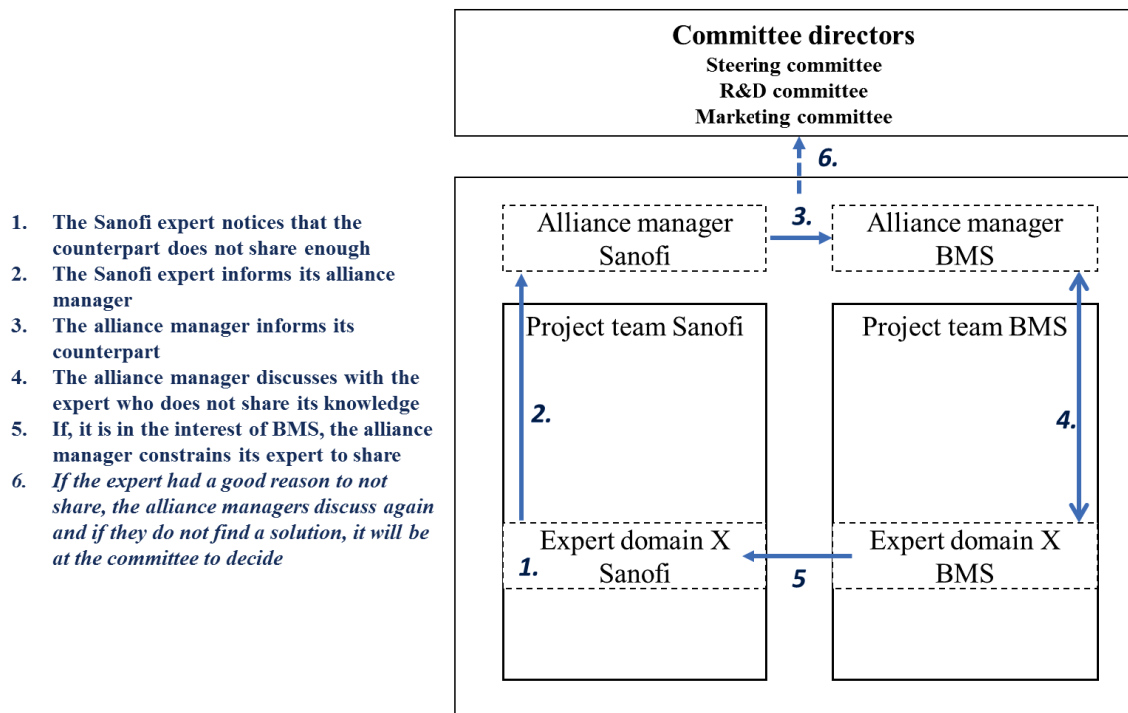 Committee directors
Steering committee
R&D committee
Marketing committee
6.
1. The Sanofi expert notices that the
counterpart does not share enough
2. The Sanofi expert informs its alliance
manager
3. The alliance manager informs its
counterpart
4. The alliance manager discusses with the
expert who does not share its knowledge
5. If, it is in the interest of BMS, the alliance
manager constrains its expert to share
6. If the expert had a good reason to not
share, the alliance managers discuss again
and if they do not find a solution, it will be
at the committee to decide
Alliance manager
Sanofi
3.
Alliance manager
BMS
Project team Sanofi
Project team BMS
2.
4.
1.
Expert domain X
Sanofi
5
Expert domain X
BMS